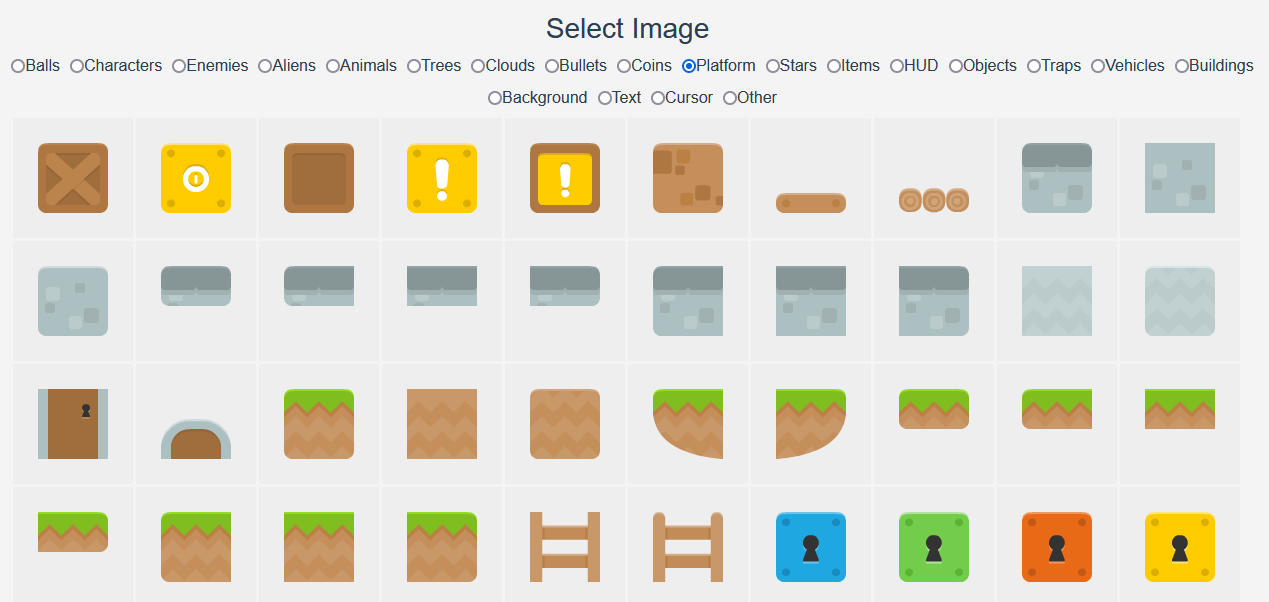 Select Image
Balls Characters Enemies Aliens Animals Trees Clouds Bullets Coins Platform Stars Items HUD Objects Traps Vehicles Buildings
Background Text Cursor Other